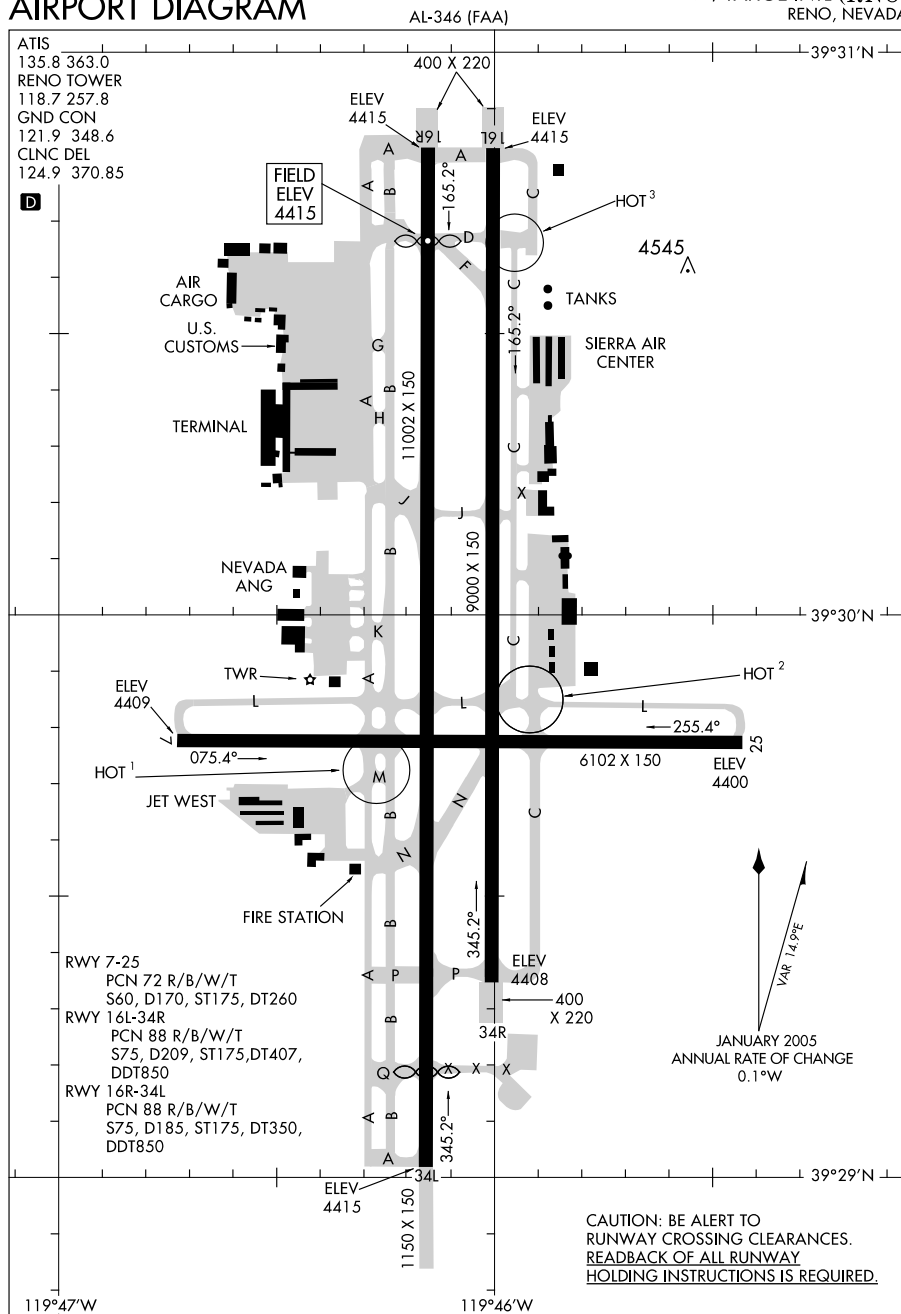 AIRPORT DIAGRAM
AL-346 (FAA)
RENO, NEVADA
ATIS
135.8 363.0
RENO TOWER
118.7 257.8
GND CON
121.9 348.6
CLNC DEL
124.9 370.85
D
39°31'N
400 X 220
ELEV
4415
ELEV
4415
16R
16L
A
A
A
B
C
FIELD
ELEV
4415
165.2°
HOT 3
D
F
4545
C
AIR
CARGO
TANKS
U.S.
CUSTOMS
165.2°
SIERRA AIR
CENTER
G
B
A
H
11002 X 150
TERMINAL
C
X
J
J
B
9000 X 150
NEVADA
ANG
39°30'N
K
C
TWR
A
HOT 2
ELEV
4409
L
L
L
255.4°
7
25
075.4°
6102 X 150
ELEV
4400
HOT 1
M
JET WEST
B
N
N
C
FIRE STATION
B
345.2°
VAR 14.9°E
RWY 7-25
PCN 72 R/B/W/T
S60, D170, ST175, DT260
RWY 16L-34R
PCN 88 R/B/W/T
S75, D209, ST175,DT407,
DDT850
RWY 16R-34L
PCN 88 R/B/W/T
S75, D185, ST175, DT350,
DDT850
A P P
ELEV
4408
400
X 220
34R
B
JANUARY 2005
ANNUAL RATE OF CHANGE
0.1°W
Q
X X X
A
B
345.2°
A
34L
39°29'N
ELEV
4415
1150 X 150
CAUTION: BE ALERT TO
RUNWAY CROSSING CLEARANCES.
READBACK OF ALL RUNWAY
HOLDING INSTRUCTIONS IS REQUIRED.
119°47'W
119°46'W